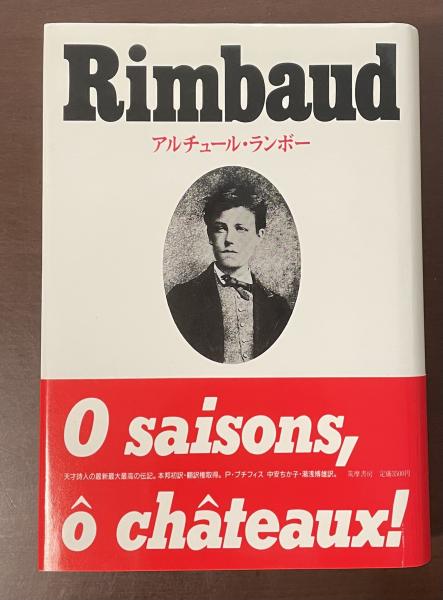 Rimbaud
アルチュール・ランボー
O saisons,
天才詩人の最新最大最高の伝記。本邦初訳・翻訳権取得。 P・プチフィス 中安ちか子・湯浅博雄訳。 筑摩書房 定価3500円
ô châteaux!